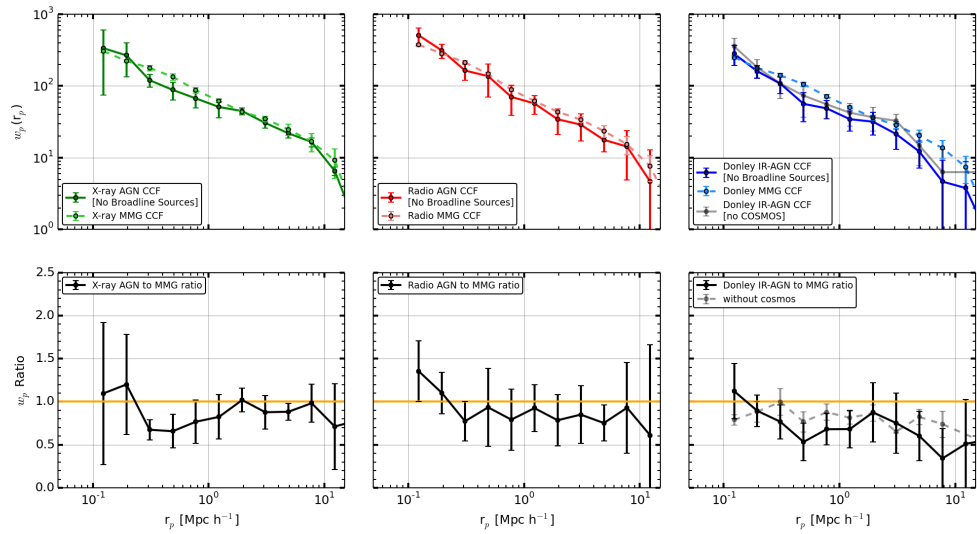 10³
10²
10¹
10⁰
w_p (r_p)
X-ray AGN CCF
[No Broadline Sources]
X-ray MMG CCF
Radio AGN CCF
[No Broadline Sources]
Radio MMG CCF
Donley IR-AGN CCF
[No Broadline Sources]
Donley MMG CCF
Donley IR-AGN CCF
[no COSMOS]
2.5
2.0
1.5
1.0
0.5
0.0
w_p Ratio
X-ray AGN to MMG ratio
Radio AGN to MMG ratio
Donley IR-AGN to MMG ratio
without cosmos
10⁻¹ 10⁰ 10¹
10⁻¹ 10⁰ 10¹
10⁻¹ 10⁰ 10¹
r_p [Mpc h⁻¹]
r_p [Mpc h⁻¹]
r_p [Mpc h⁻¹]